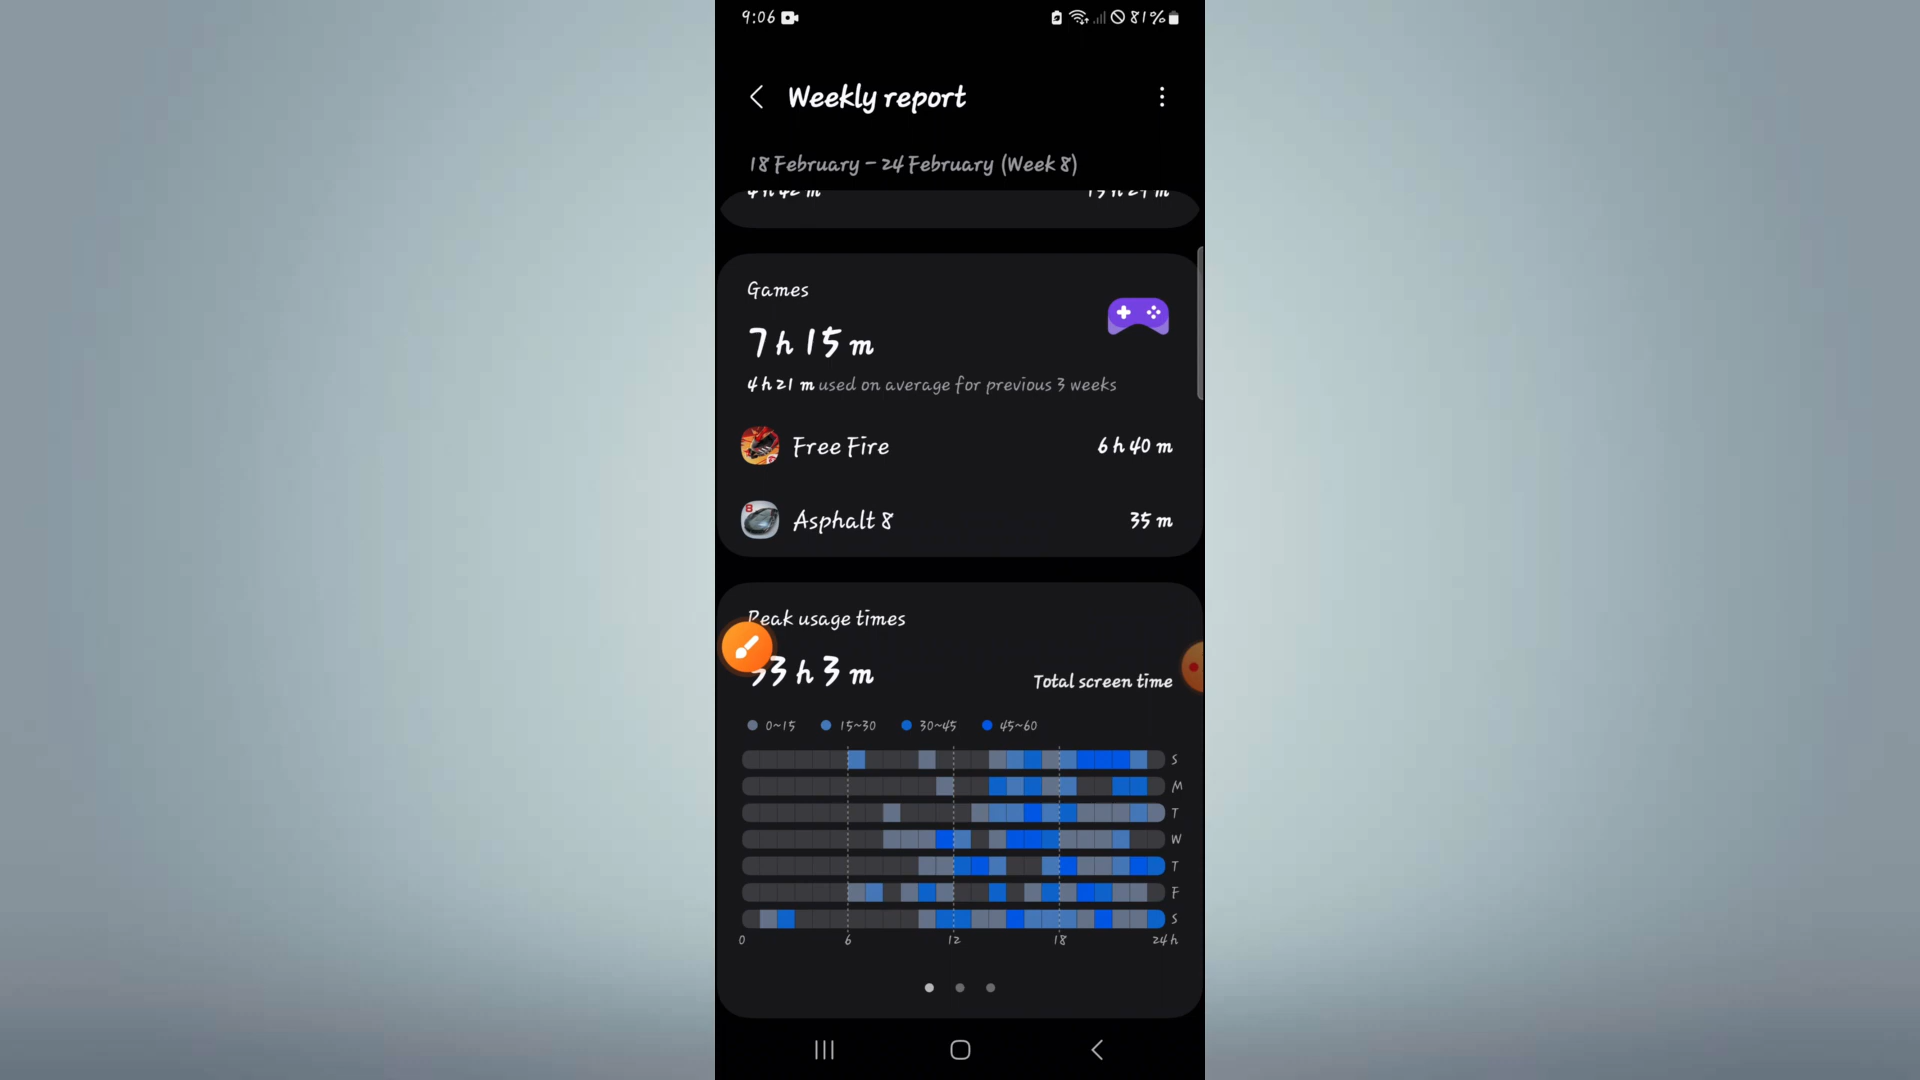 9:06
81%
Weekly report
18 February – 24 February (Week 8)
Games
7 h 15 m
4 h 21 m used on average for previous 3 weeks
Free Fire 6 h 40 m
Asphalt 8 35 m
Peak usage times
3 h 3 m
Total screen time
0~15 15~30 30~45 45~60
S
M
T
W
T
F
S
0 6 12 18 24 h